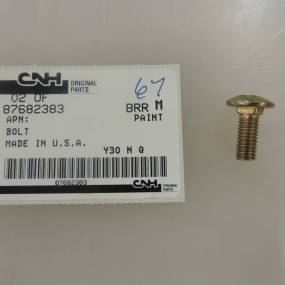 CNH ORIGINAL PARTS
67
02 OF
87682383 BRR M
APN: PAINT
BOLT
MADE IN U.S.A. Y30 N Q
87682383
CNH ORIGINAL PARTS